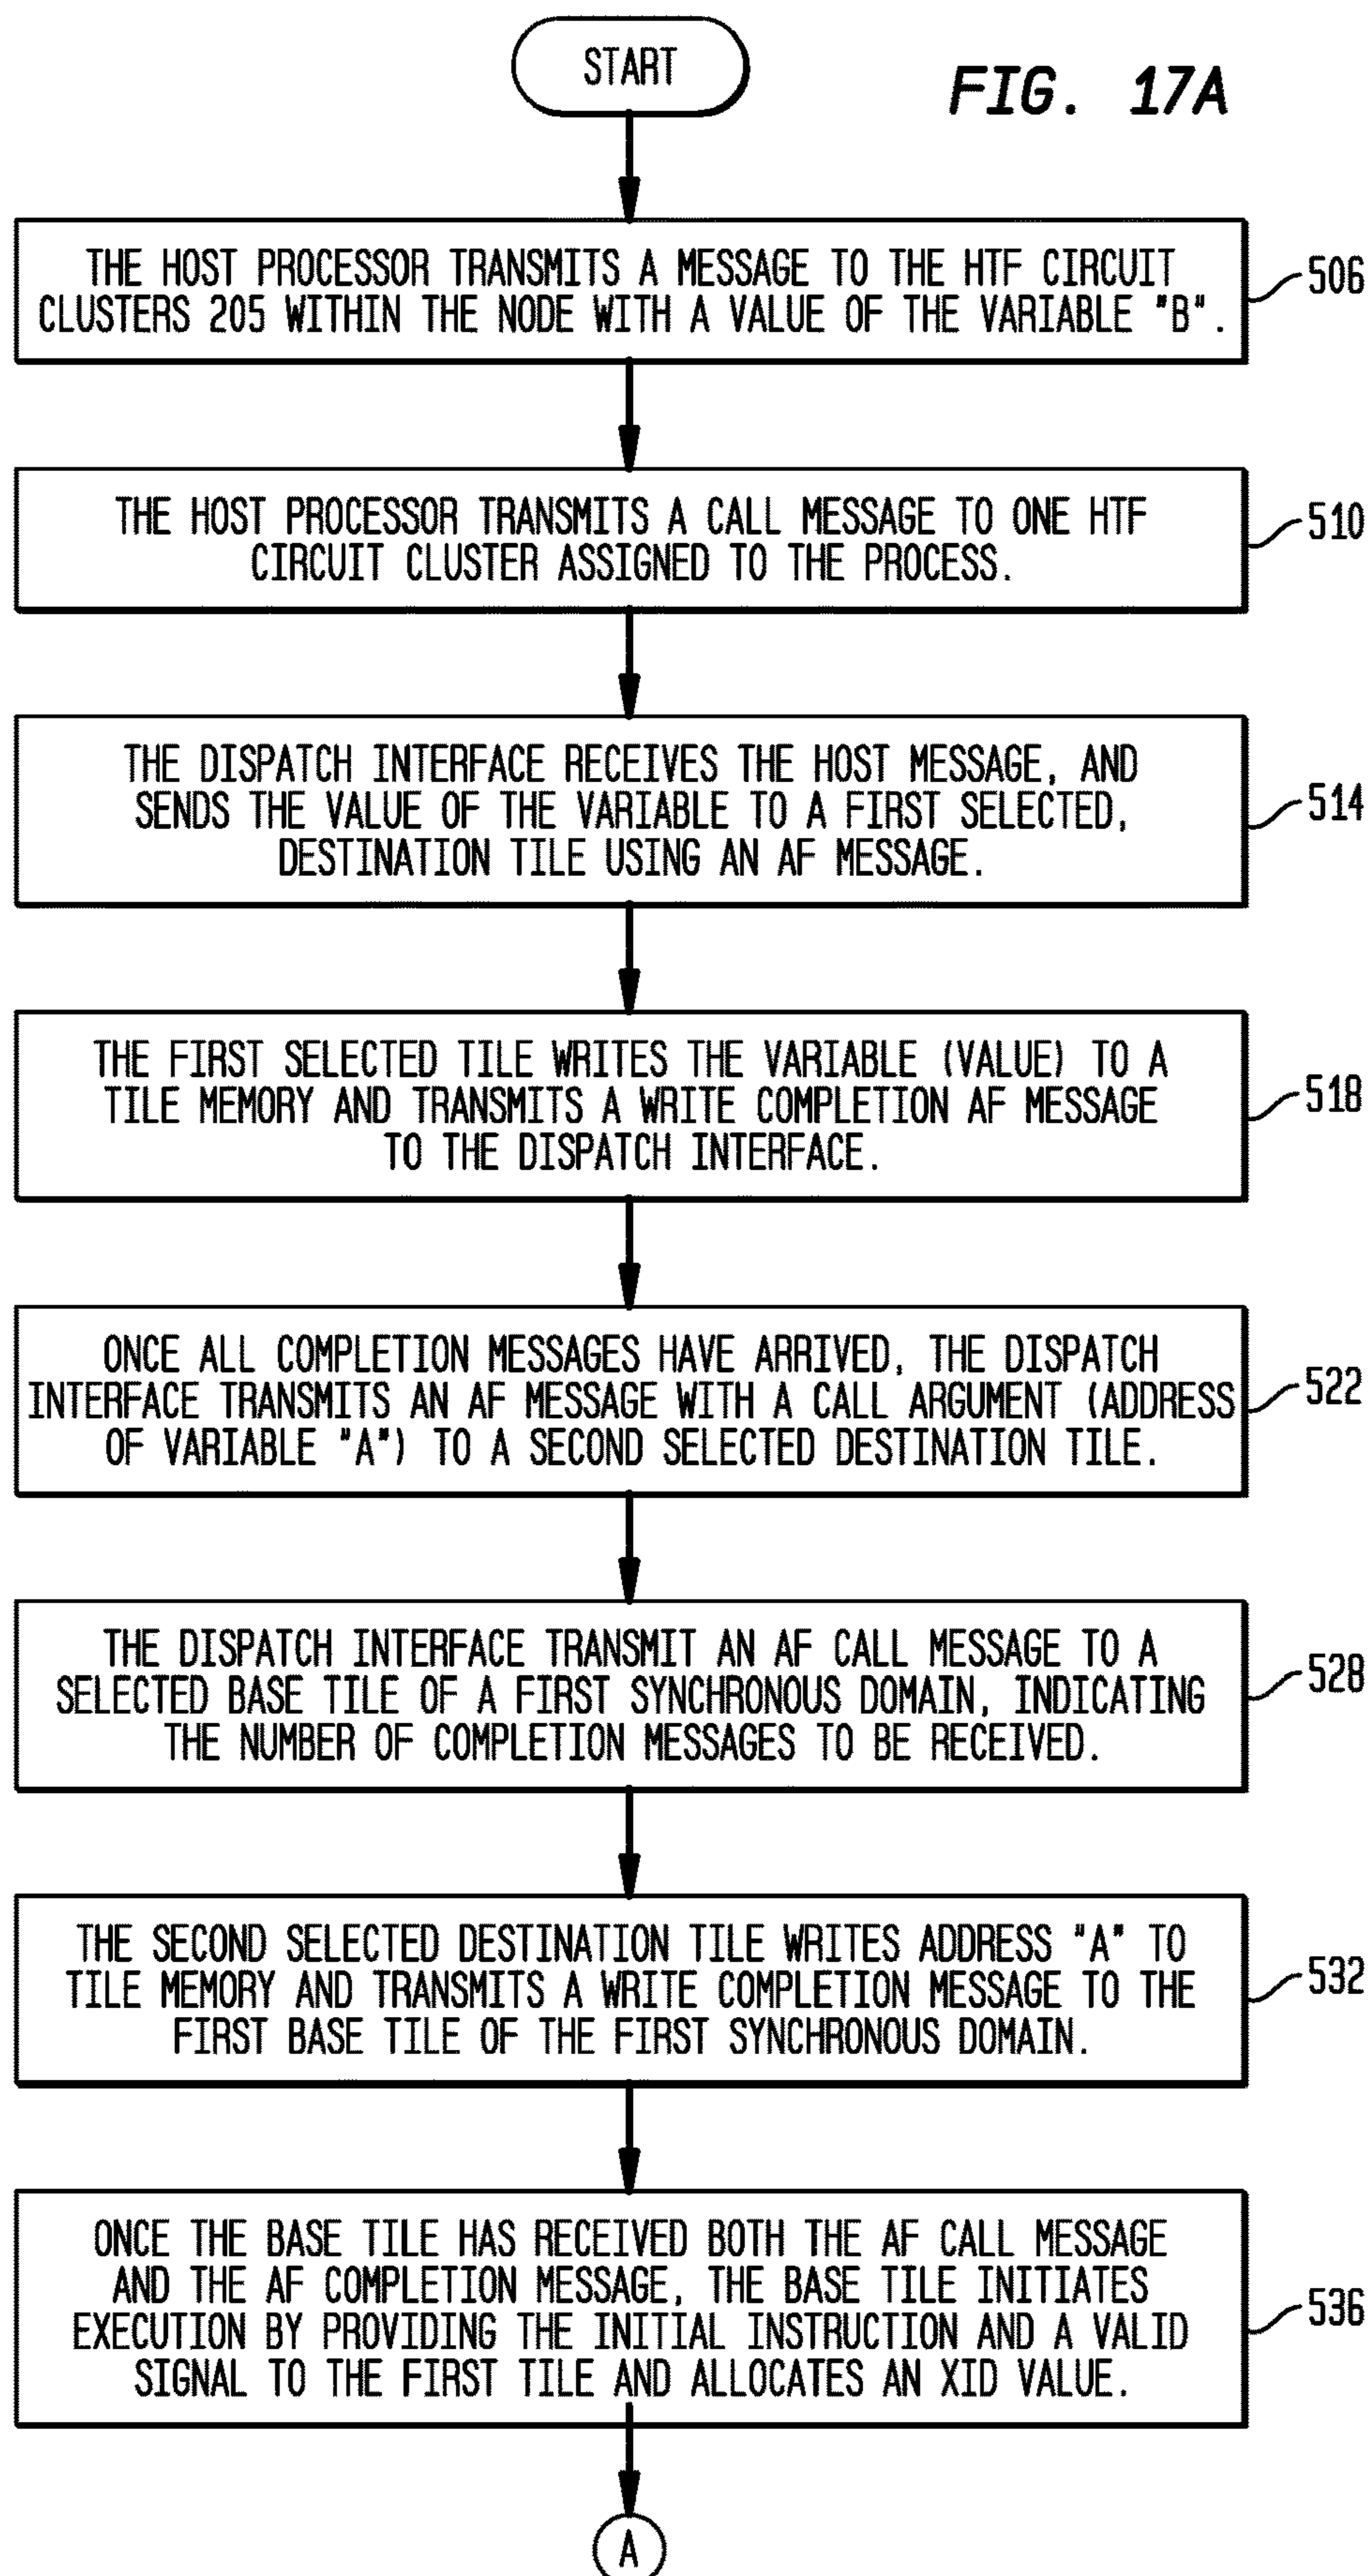 START
FIG. 17A
THE HOST PROCESSOR TRANSMITS A MESSAGE TO THE HTF CIRCUIT
CLUSTERS 205 WITHIN THE NODE WITH A VALUE OF THE VARIABLE "B".
506
THE HOST PROCESSOR TRANSMITS A CALL MESSAGE TO ONE HTF
CIRCUIT CLUSTER ASSIGNED TO THE PROCESS.
510
THE DISPATCH INTERFACE RECEIVES THE HOST MESSAGE, AND
SENDS THE VALUE OF THE VARIABLE TO A FIRST SELECTED,
DESTINATION TILE USING AN AF MESSAGE.
514
THE FIRST SELECTED TILE WRITES THE VARIABLE (VALUE) TO A
TILE MEMORY AND TRANSMITS A WRITE COMPLETION AF MESSAGE
TO THE DISPATCH INTERFACE.
518
ONCE ALL COMPLETION MESSAGES HAVE ARRIVED, THE DISPATCH
INTERFACE TRANSMITS AN AF MESSAGE WITH A CALL ARGUMENT (ADDRESS
OF VARIABLE "A") TO A SECOND SELECTED DESTINATION TILE.
522
THE DISPATCH INTERFACE TRANSMIT AN AF CALL MESSAGE TO A
SELECTED BASE TILE OF A FIRST SYNCHRONOUS DOMAIN, INDICATING
THE NUMBER OF COMPLETION MESSAGES TO BE RECEIVED.
528
THE SECOND SELECTED DESTINATION TILE WRITES ADDRESS "A" TO
TILE MEMORY AND TRANSMITS A WRITE COMPLETION MESSAGE TO THE
FIRST BASE TILE OF THE FIRST SYNCHRONOUS DOMAIN.
532
ONCE THE BASE TILE HAS RECEIVED BOTH THE AF CALL MESSAGE
AND THE AF COMPLETION MESSAGE, THE BASE TILE INITIATES
EXECUTION BY PROVIDING THE INITIAL INSTRUCTION AND A VALID
SIGNAL TO THE FIRST TILE AND ALLOCATES AN XID VALUE.
536
A